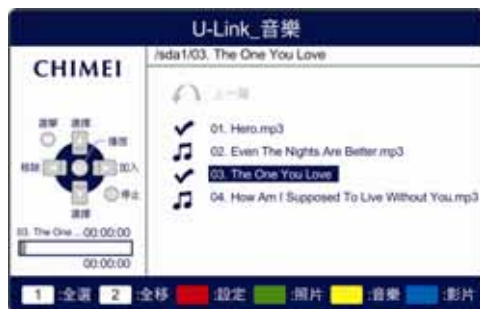 U-Link_音樂
CHIMEI
/sda1/03. The One You Love
上一層
01. Hero.mp3
02. Even The Nights Are Better.mp3
03. The One You Love
04. How Am I Supposed To Live Without You.mp3
選單
選擇
播放
移除
加入
停止
選擇
03. The One ... 00:00:00
00:00:00
1 :全選 2 :全移 :設定 :照片 :音樂 :影片